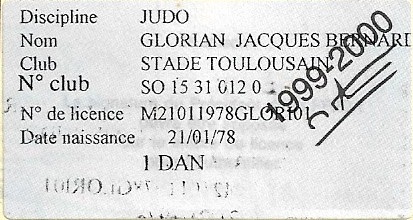 Discipline JUDO
Nom GLORIAN JACQUES BERNARD
Club STADE TOULOUSAIN
N° club SO 15 31 012 0
1999-2000
N° de licence M21011978GLORI01
Date naissance 21/01/78
1 DAN